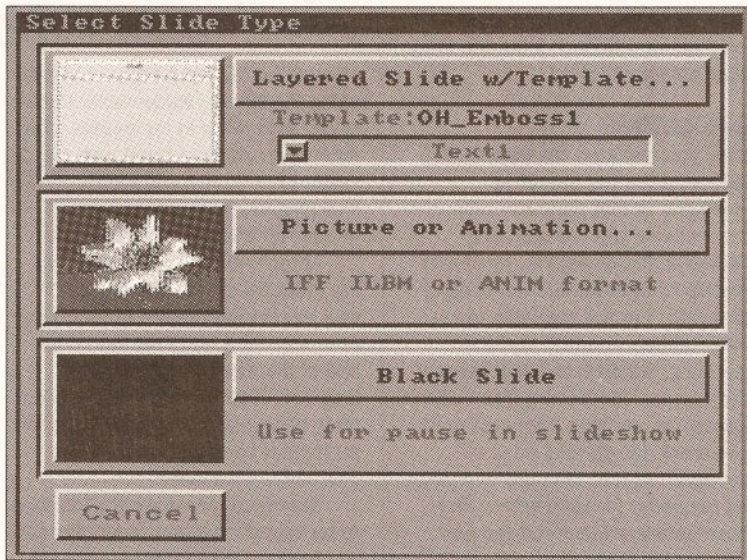 Select Slide Type
Layered Slide w/Template...
Template:OH_Emboss1
Text1
Picture or Animation...
IFF ILBM or ANIM format
Black Slide
Use for pause in slideshow
Cancel